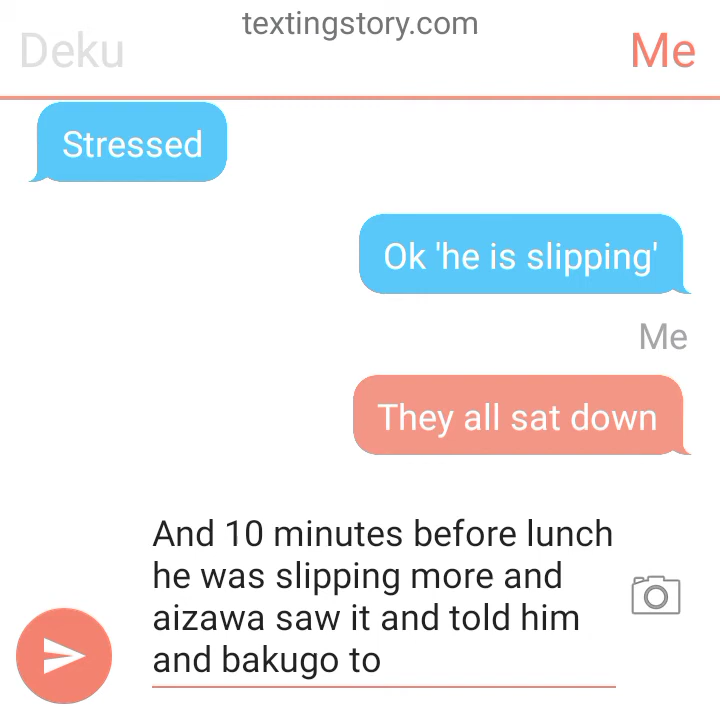 textingstory.com
Deku
Me
Stressed
Ok 'he is slipping'
Me
They all sat down
And 10 minutes before lunch
he was slipping more and
aizawa saw it and told him
and bakugo to